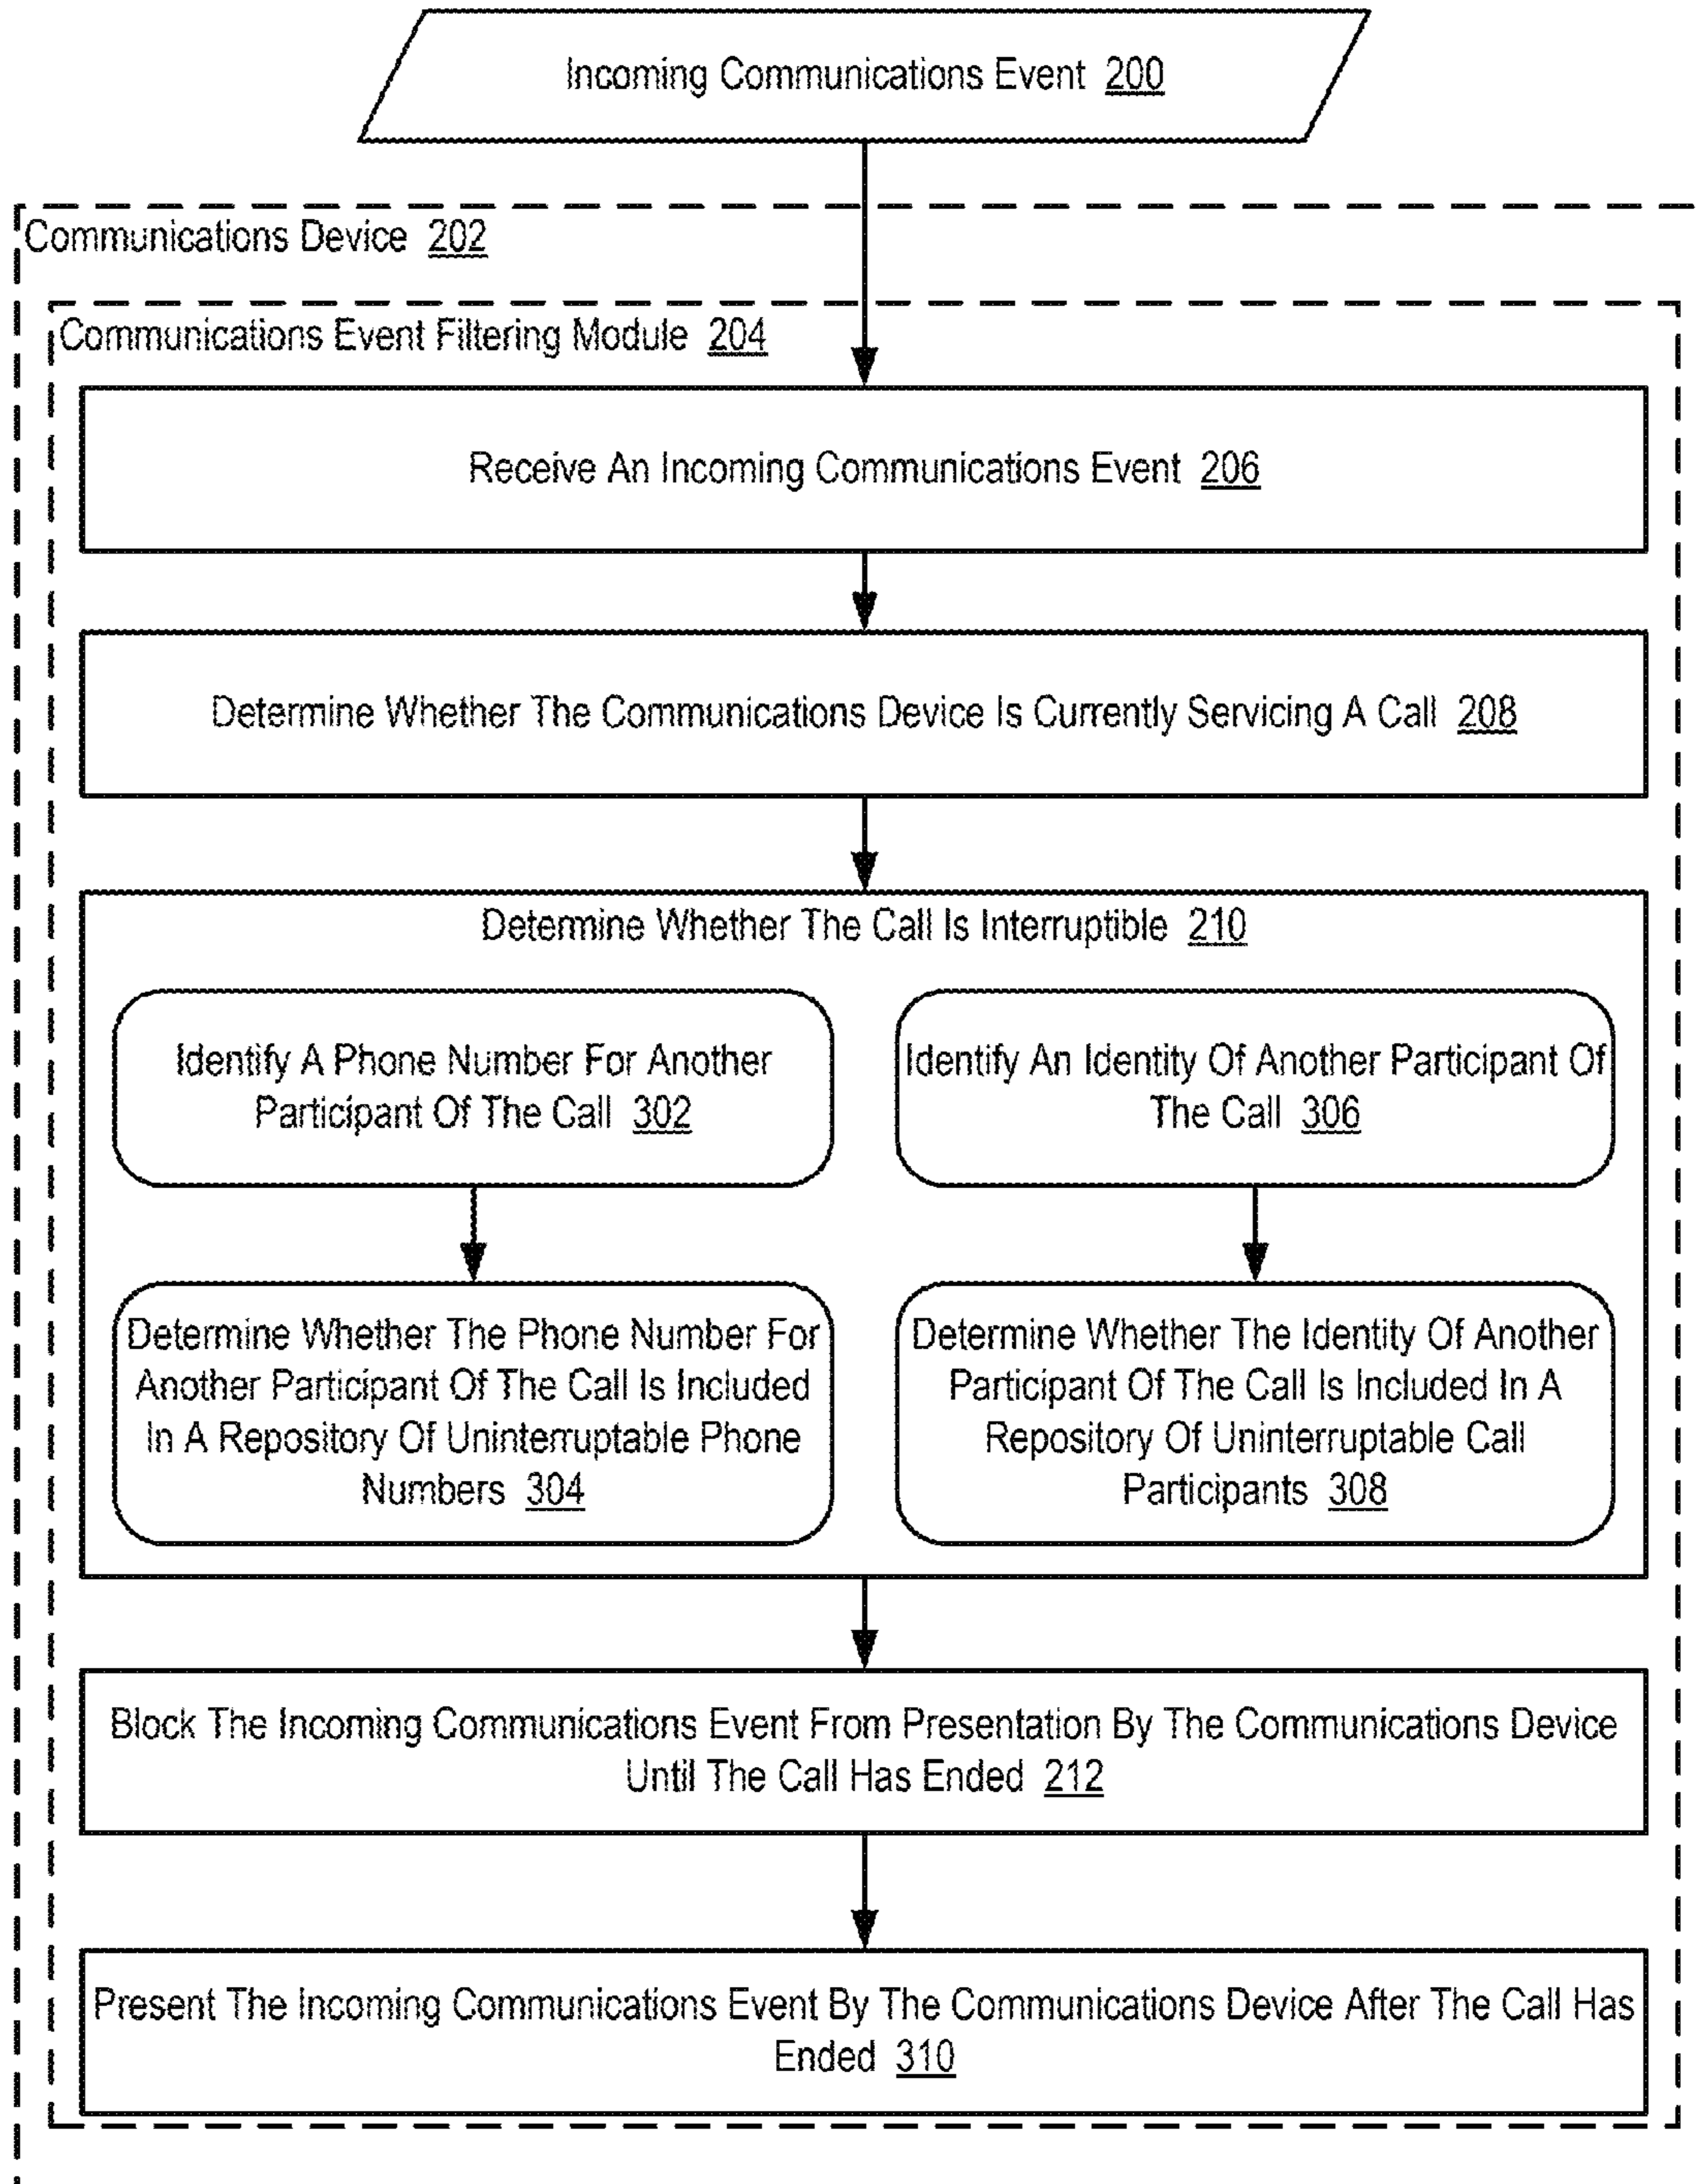 Incoming Communications Event 200
Communications Device 202
Communications Event Filtering Module 204
Receive An Incoming Communications Event 206
Determine Whether The Communications Device Is Currently Servicing A Call 208
Determine Whether The Call Is Interruptible 210
Identify A Phone Number For Another
Participant Of The Call 302
Identify An Identity Of Another Participant Of
The Call 306
Determine Whether The Phone Number For
Another Participant Of The Call Is Included
In A Repository Of Uninterruptable Phone
Numbers 304
Determine Whether The Identity Of Another
Participant Of The Call Is Included In A
Repository Of Uninterruptable Call
Participants 308
Block The Incoming Communications Event From Presentation By The Communications Device
Until The Call Has Ended 212
Present The Incoming Communications Event By The Communications Device After The Call Has
Ended 310